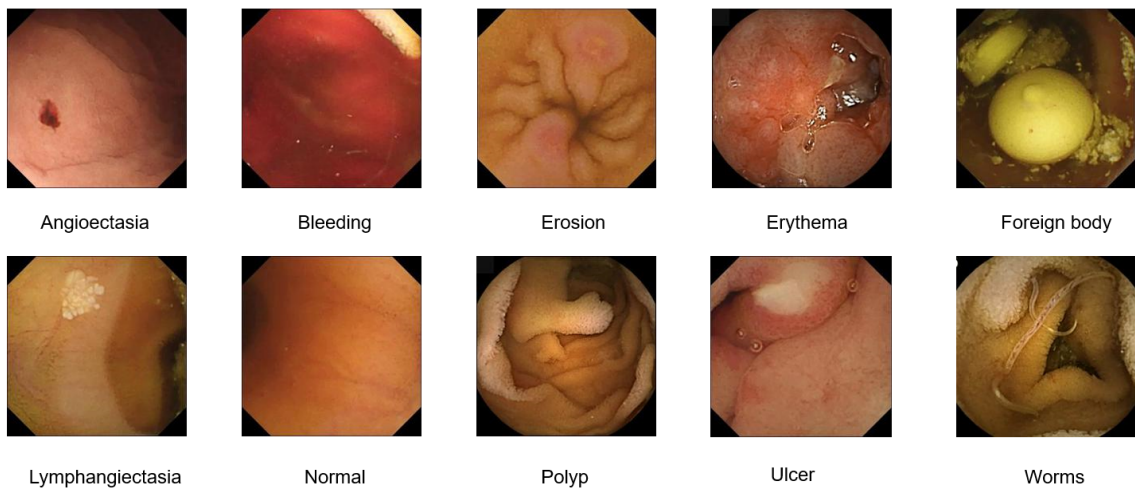 Angioectasia
Bleeding
Erosion
Erythema
Foreign body
Lymphangiectasia
Normal
Polyp
Ulcer
Worms